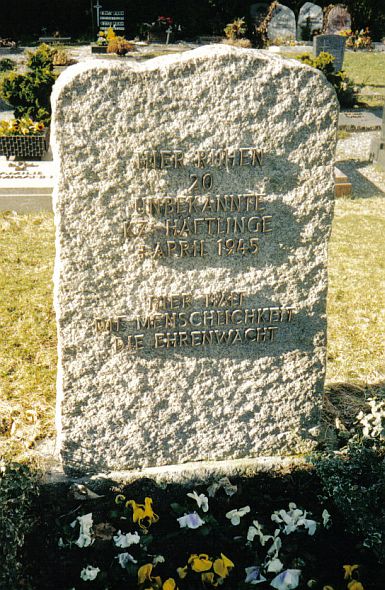 HIER RUHEN
20
UNBEKANNTE
KZ-HÄFTLINGE
APRIL 1945
HIER HÄLT
DIE MENSCHLICHKEIT
DIE EHRENWACHT